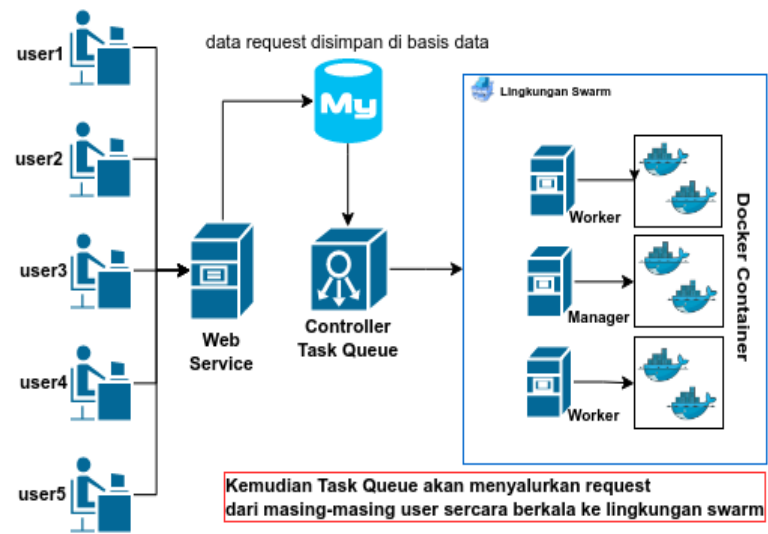 data request disimpan di basis data
user1
My
Lingkungan Swarm
user2
Worker
user3
Web
Service
Controller
Task Queue
Manager
Docker Container
user4
Worker
user5
Kemudian Task Queue akan menyalurkan request
dari masing-masing user sercara berkala ke lingkungan swarm